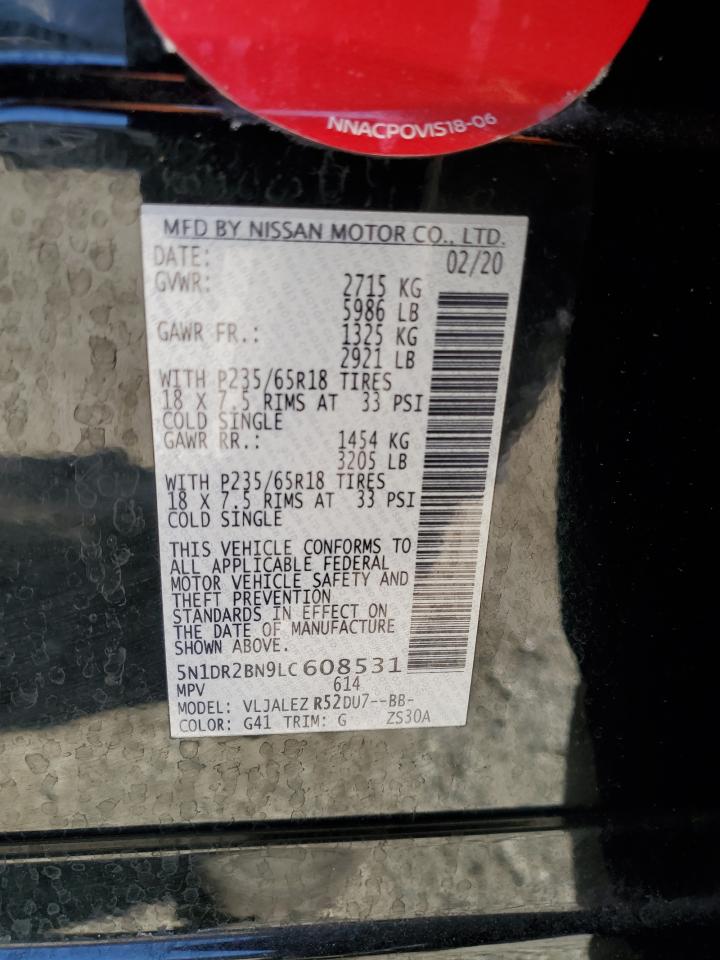 NNACPOVIS18-06
MFD BY NISSAN MOTOR CO., LTD.
DATE: 02/20
GVWR: 2715 KG
5986 LB
GAWR FR.: 1325 KG
2921 LB
WITH P235/65R18 TIRES
18 X 7.5 RIMS AT 33 PSI
COLD SINGLE
GAWR RR.: 1454 KG
3205 LB
WITH P235/65R18 TIRES
18 X 7.5 RIMS AT 33 PSI
COLD SINGLE
THIS VEHICLE CONFORMS TO
ALL APPLICABLE FEDERAL
MOTOR VEHICLE SAFETY AND
THEFT PREVENTION
STANDARDS IN EFFECT ON
THE DATE OF MANUFACTURE
SHOWN ABOVE.
5N1DR2BN9LC608531
MPV 614
MODEL: VLJALEZ R52DU7--BB-
COLOR: G41 TRIM: G ZS30A